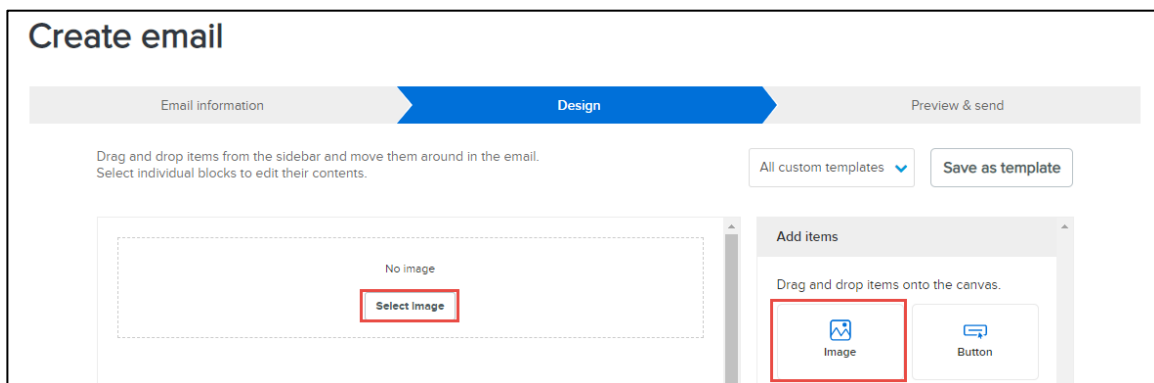 Create email
Email information
Design
Preview & send
Drag and drop items from the sidebar and move them around in the email.
Select individual blocks to edit their contents.
All custom templates
Save as template
No image
Select Image
Add items
Drag and drop items onto the canvas.
Image
Button